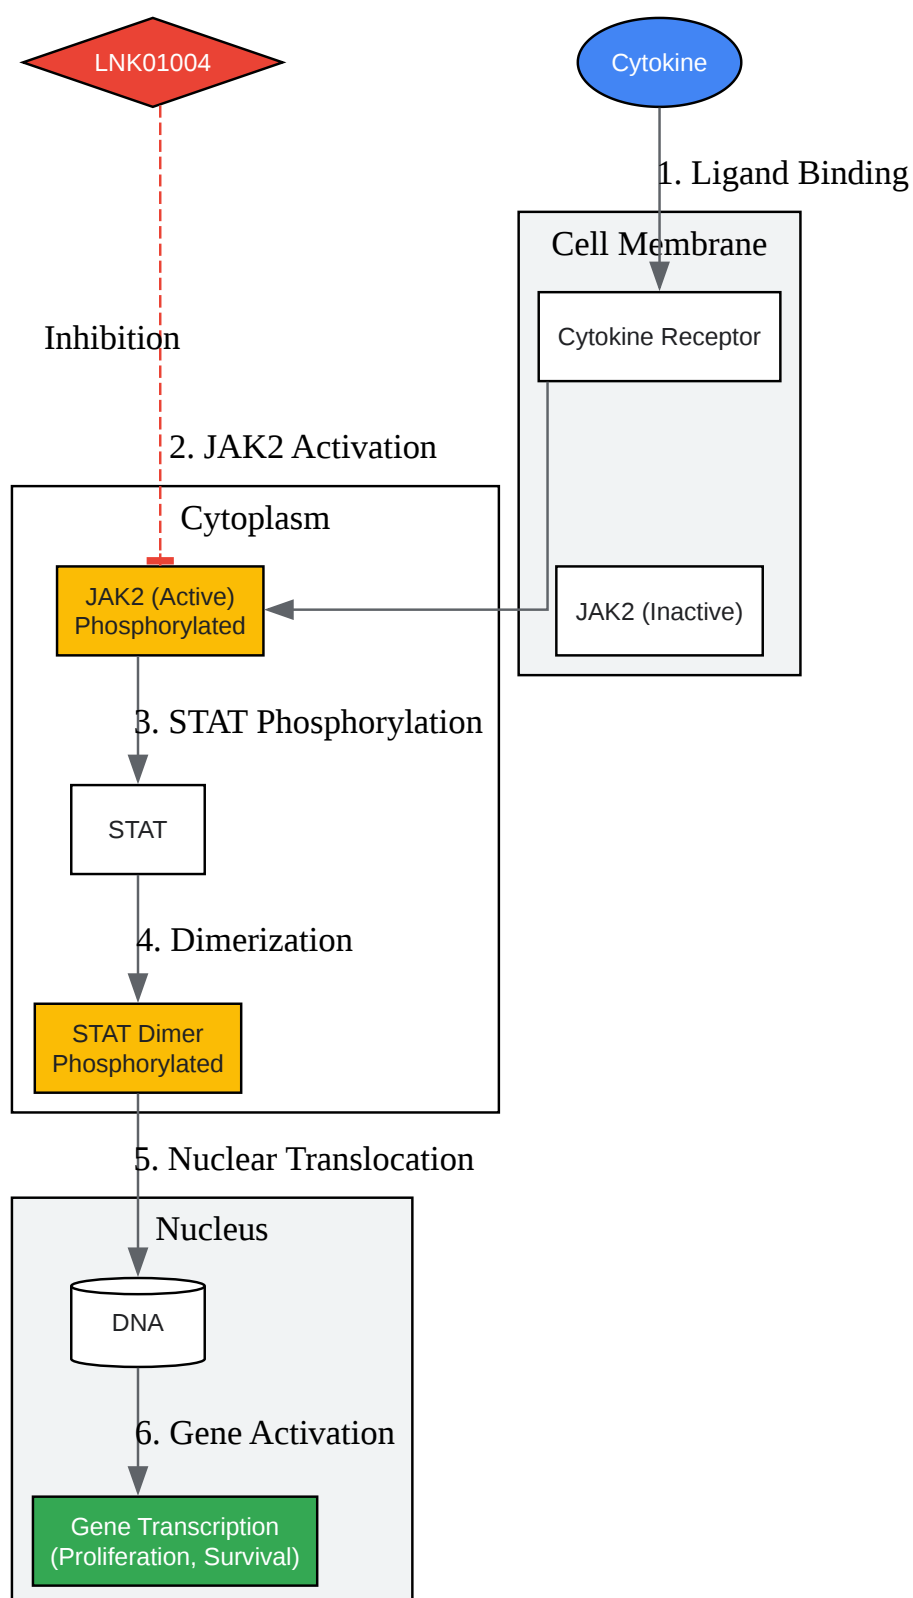 LNK01004
Cytokine
1. Ligand Binding
Cell Membrane
Cytokine Receptor
Inhibition
2. JAK2 Activation
Cytoplasm
JAK2 (Active)
Phosphorylated
JAK2 (Inactive)
3. STAT Phosphorylation
STAT
4. Dimerization
STAT Dimer
Phosphorylated
5. Nuclear Translocation
Nucleus
DNA
6. Gene Activation
Gene Transcription
(Proliferation, Survival)